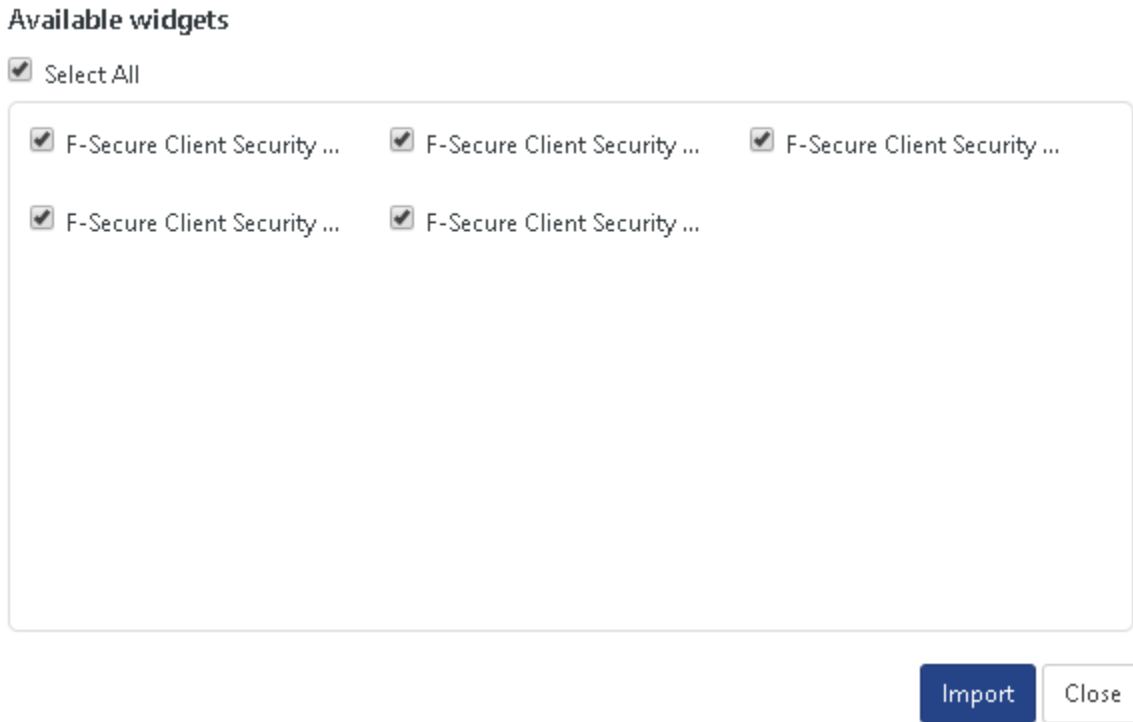 Available widgets
Select All
F-Secure Client Security ... F-Secure Client Security ... F-Secure Client Security ...
F-Secure Client Security ... F-Secure Client Security ...
Import Close